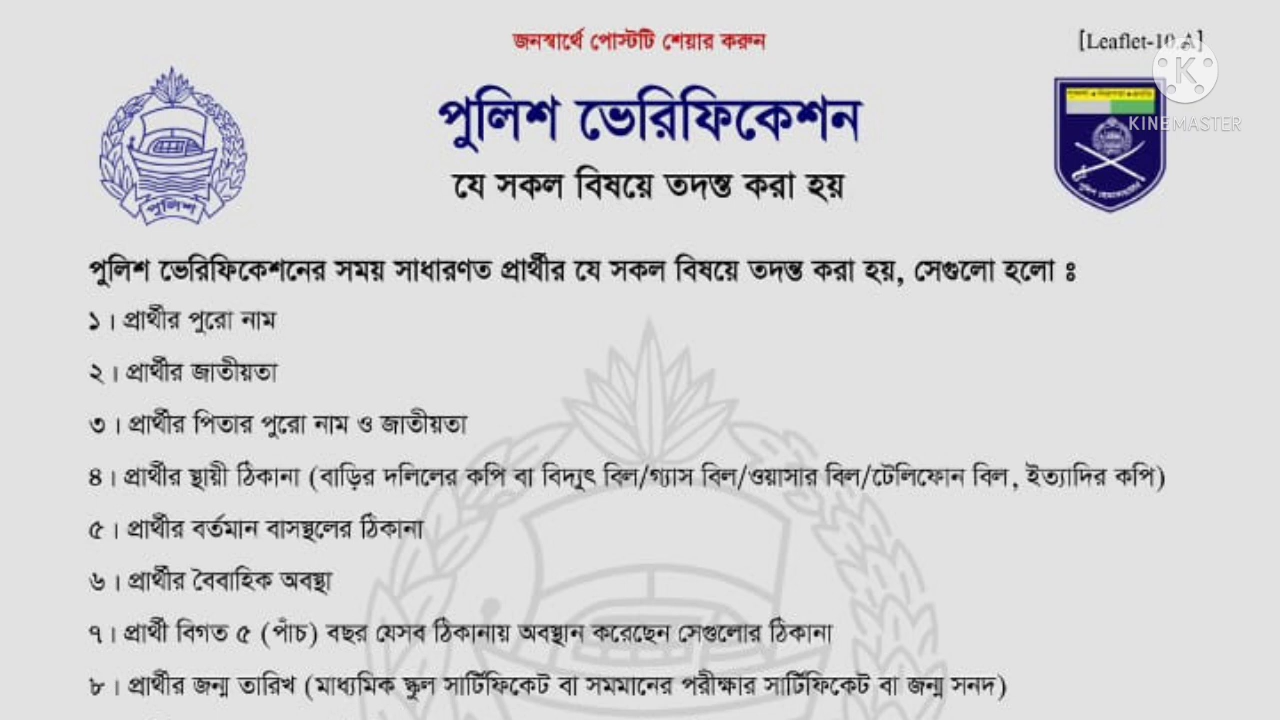 জনস্বার্থে পোস্টটি শেয়ার করুন
[Leaflet-10-A]
KINEMASTER
পুলিশ ভেরিফিকেশন
যে সকল বিষয়ে তদন্ত করা হয়
পুলিশ
পুলিশ ভেরিফিকেশনের সময় সাধারণত প্রার্থীর যে সকল বিষয়ে তদন্ত করা হয়, সেগুলো হলো ঃ
১। প্রার্থীর পুরো নাম
২। প্রার্থীর জাতীয়তা
৩। প্রার্থীর পিতার পুরো নাম ও জাতীয়তা
৪। প্রার্থীর স্থায়ী ঠিকানা (বাড়ির দলিলের কপি বা বিদ্যুৎ বিল/গ্যাস বিল/ওয়াসার বিল/টেলিফোন বিল, ইত্যাদির কপি)
৫। প্রার্থীর বর্তমান বাসস্থলের ঠিকানা
৬। প্রার্থীর বৈবাহিক অবস্থা
৭। প্রার্থী বিগত ৫ (পাঁচ) বছর যেসব ঠিকানায় অবস্থান করেছেন সেগুলোর ঠিকানা
৮। প্রার্থীর জন্ম তারিখ (মাধ্যমিক স্কুল সার্টিফিকেট বা সমমানের পরীক্ষার সার্টিফিকেট বা জন্ম সনদ)